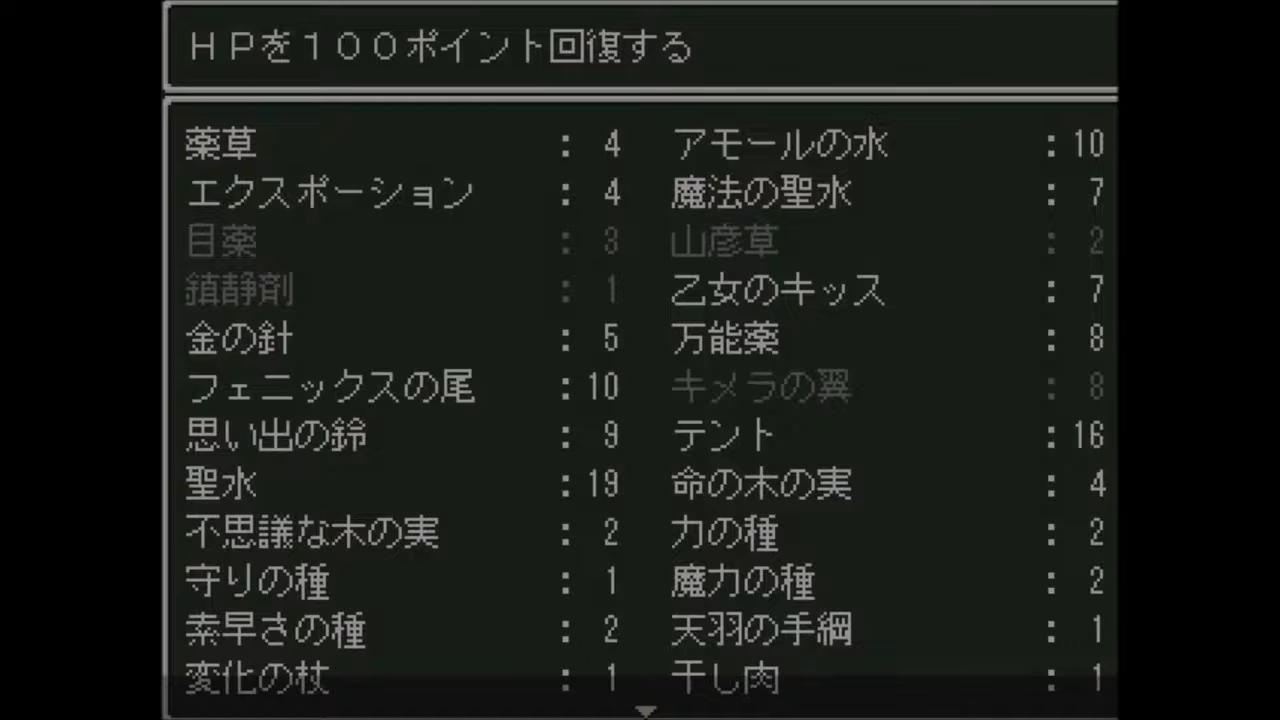 HPを100ポイント回復する
薬草 : 4 アモールの水 : 10
エクスポーション : 4 魔法の聖水 : 7
目薬 : 3 山彦草 : 2
鎮静剤 : 1 乙女のキッス : 7
金の針 : 5 万能薬 : 8
フェニックスの尾 : 10 キメラの翼 : 8
思い出の鈴 : 9 テント : 16
聖水 : 19 命の木の実 : 4
不思議な木の実 : 2 力の種 : 2
守りの種 : 1 魔力の種 : 2
素早さの種 : 2 天羽の手綱 : 1
変化の杖 : 1 干し肉 : 1